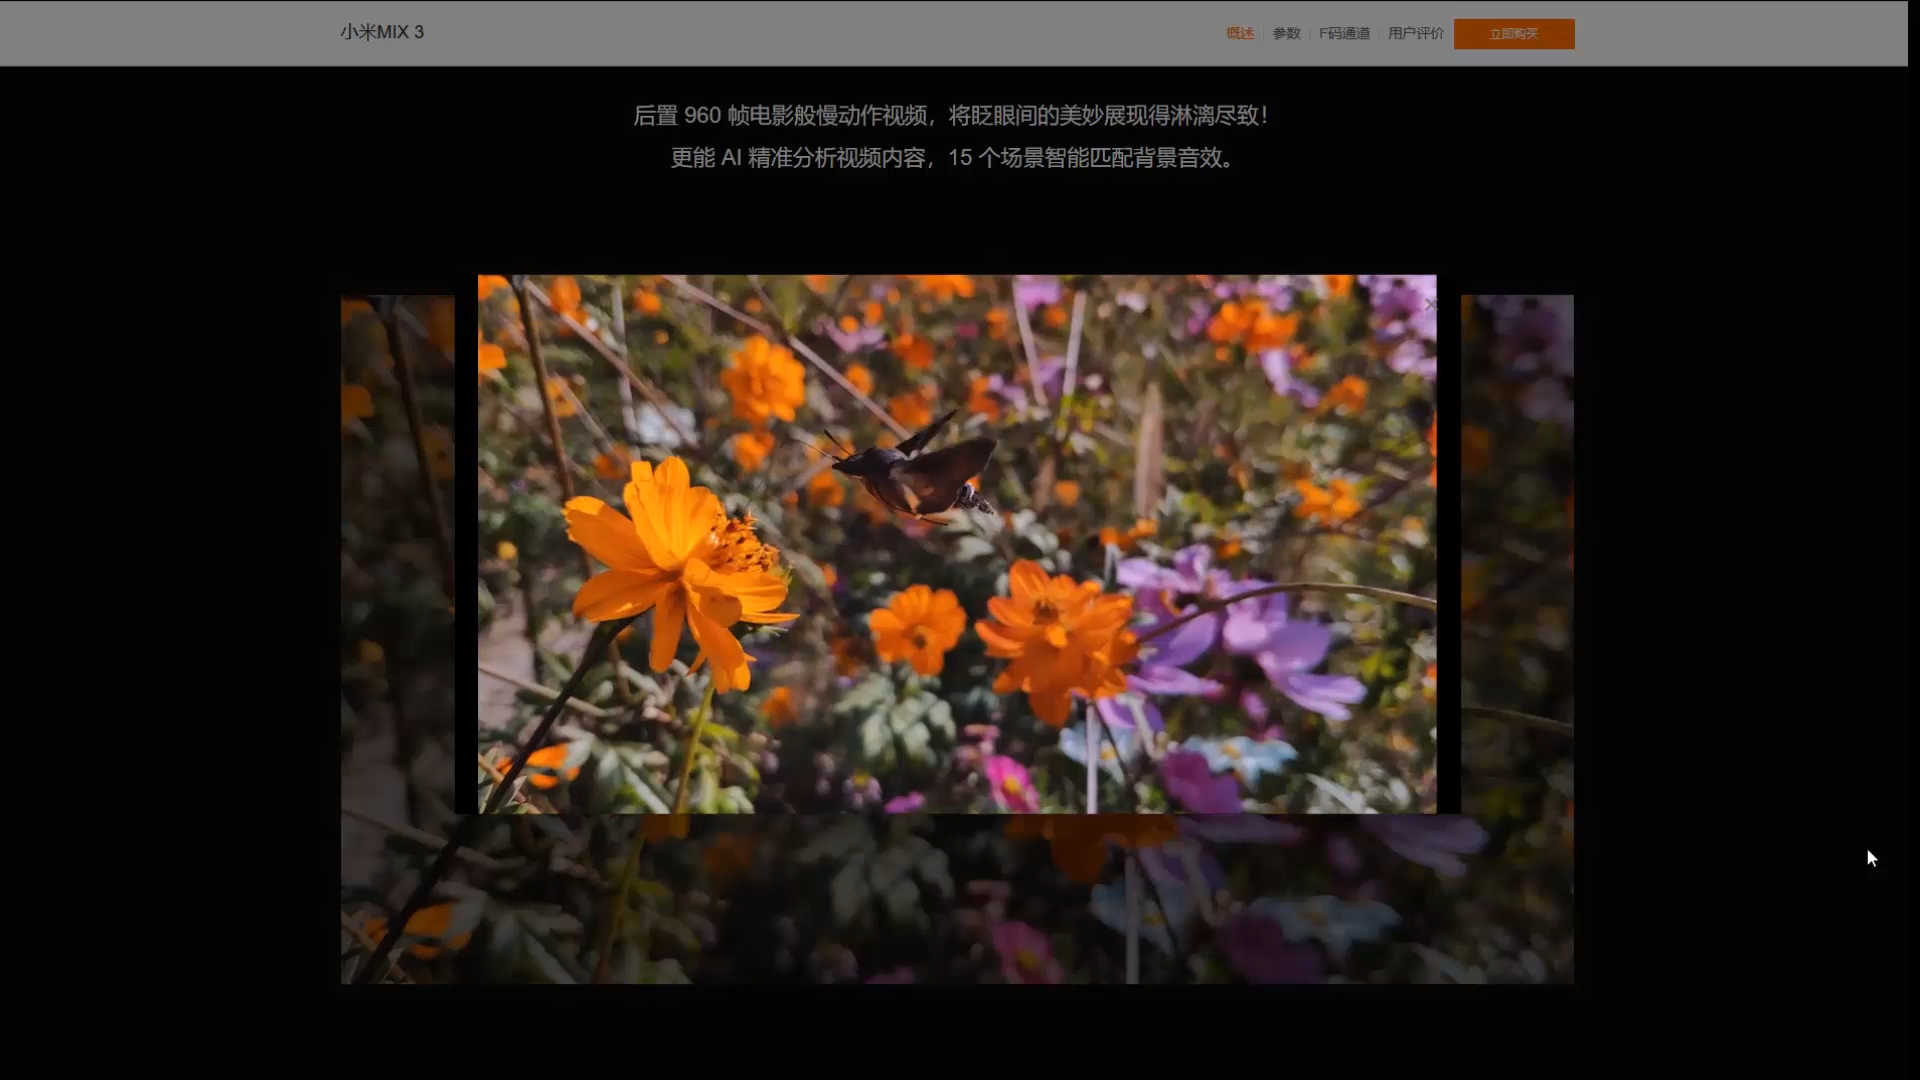 小米MIX 3
概述 参数 F码通道 用户评价 立即购买
后置 960 帧电影般慢动作视频，将眨眼间的美妙展现得淋漓尽致！
更能 AI 精准分析视频内容，15 个场景智能匹配背景音效。